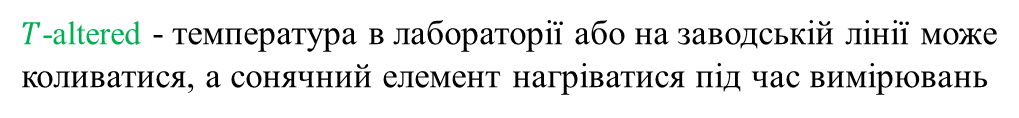 T-altered - температура в лабораторії або на заводській лінії може
коливатися, а сонячний елемент нагріватися під час вимірювань